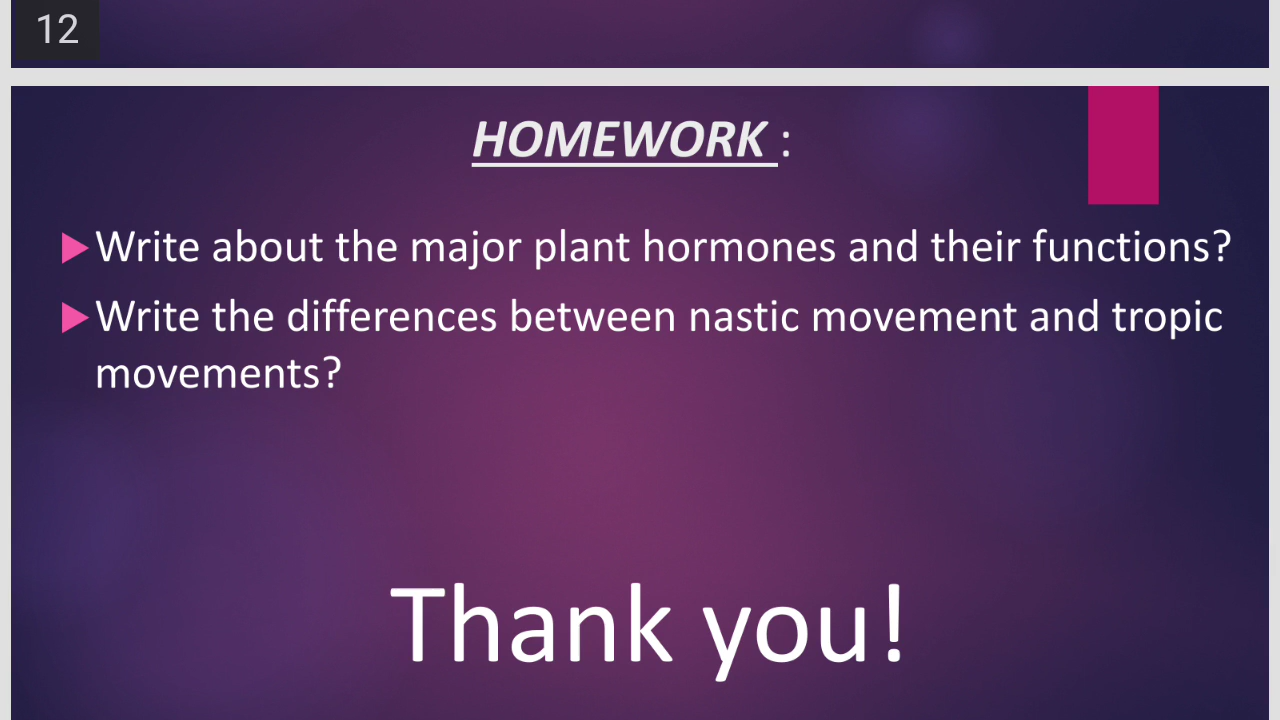 12
HOMEWORK :
Write about the major plant hormones and their functions?
Write the differences between nastic movement and tropic
movements?
Thank you!